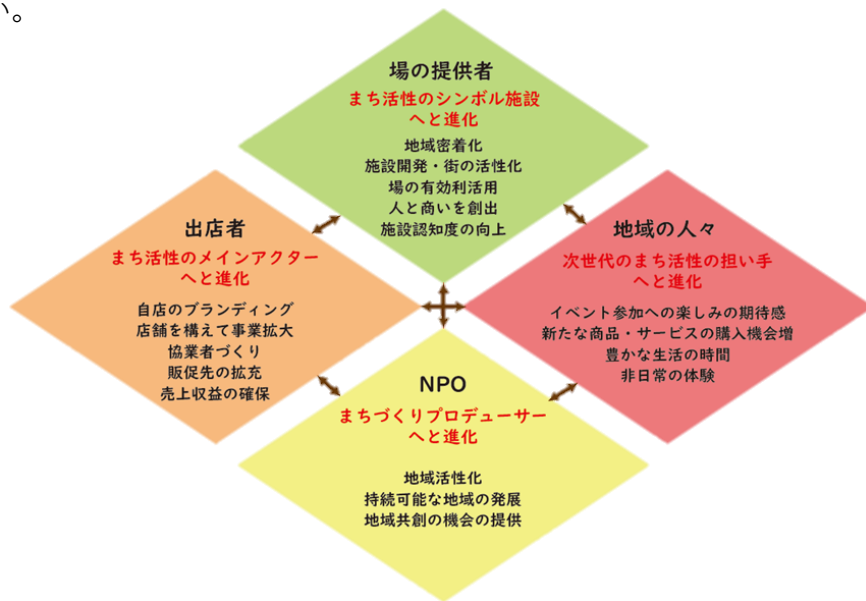 い。
場の提供者
まち活性のシンボル施設
へと進化
地域密着化
施設開発・街の活性化
場の有効利活用
人と商いを創出
施設認知度の向上
出店者
まち活性のメインアクター
へと進化
自店のブランディング
店舗を構えて事業拡大
協業者づくり
販促先の拡充
売上収益の確保
地域の人々
次世代のまち活性の担い手
へと進化
イベント参加への楽しみの期待感
新たな商品・サービスの購入機会増
豊かな生活の時間
非日常の体験
NPO
まちづくりプロデューサー
へと進化
地域活性化
持続可能な地域の発展
地域共創の機会の提供